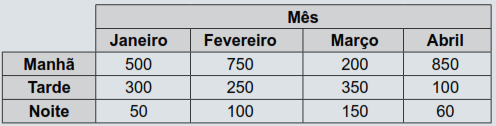 Mês
Janeiro Fevereiro Março Abril
Manhã 500 750 200 850
Tarde 300 250 350 100
Noite 50 100 150 60